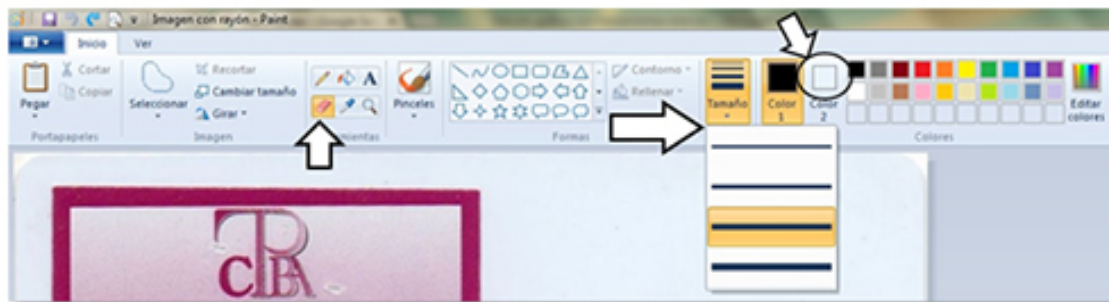 Imagen con rayón - Paint
Inicio Ver
Pegar
Cortar
Copiar
Portapapeles
Seleccionar
Recortar
Cambiar tamaño
Girar
Imagen
A
Pinceles
Formas
Contorno
Rellenar
Tamaño
Color 1
Color 2
Editar colores
Colores
CTBA